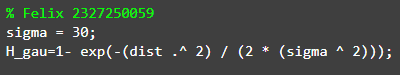 % Felix 2327250059
sigma = 30;
H_gau=1- exp(-(dist .^ 2) / (2 * (sigma ^ 2)));